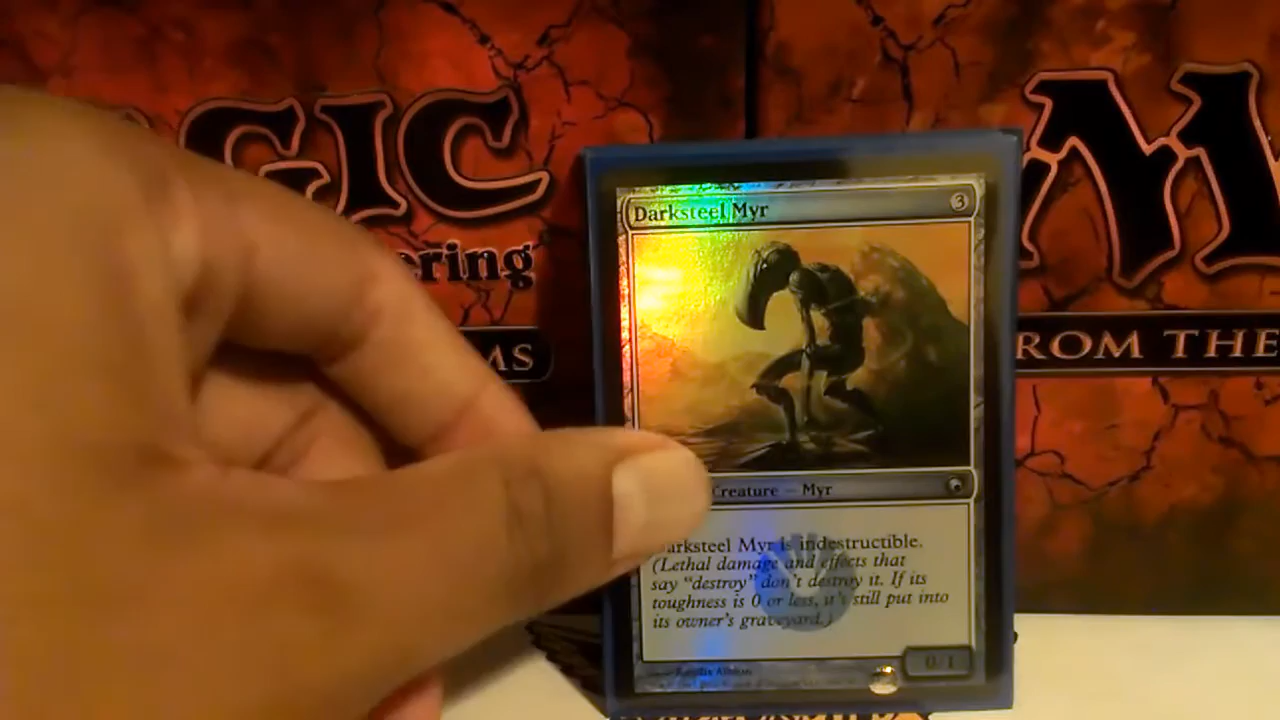 GIC
ering
MS
M
ROM THE
Darksteel Myr
3
Creature — Myr
arksteel Myr is indestructible.
(Lethal damage and effects that
say "destroy" don't destroy it. If its
toughness is 0 or less, it's still put into
its owner's graveyard.)
0/1